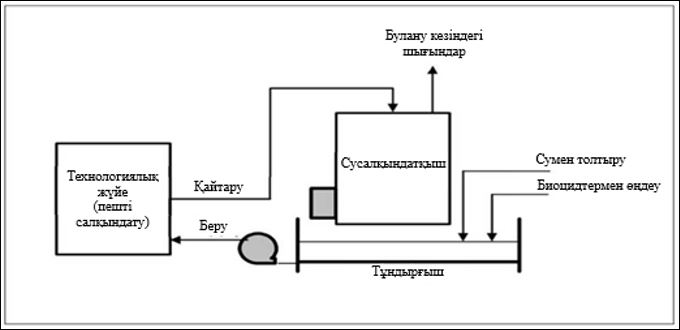 Булану кезіндегі
шығындар
Технологиялық
жүйе
(пешті
салқындату)
Қайтару
Беру
Сусалқындатқыш
Сумен толтыру
Биоцидтермен өңдеу
Тұндырғыш